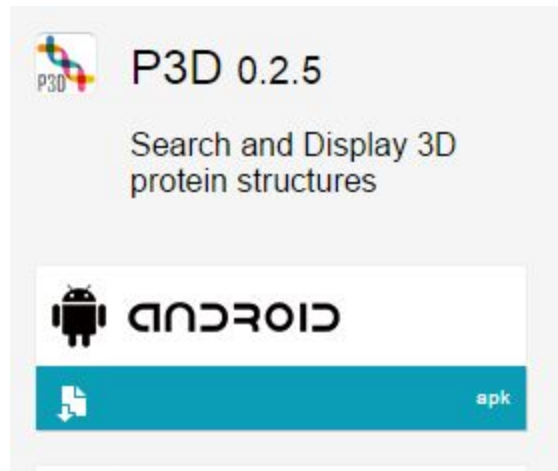 P3D
P3D 0.2.5
Search and Display 3D
protein structures
android
apk